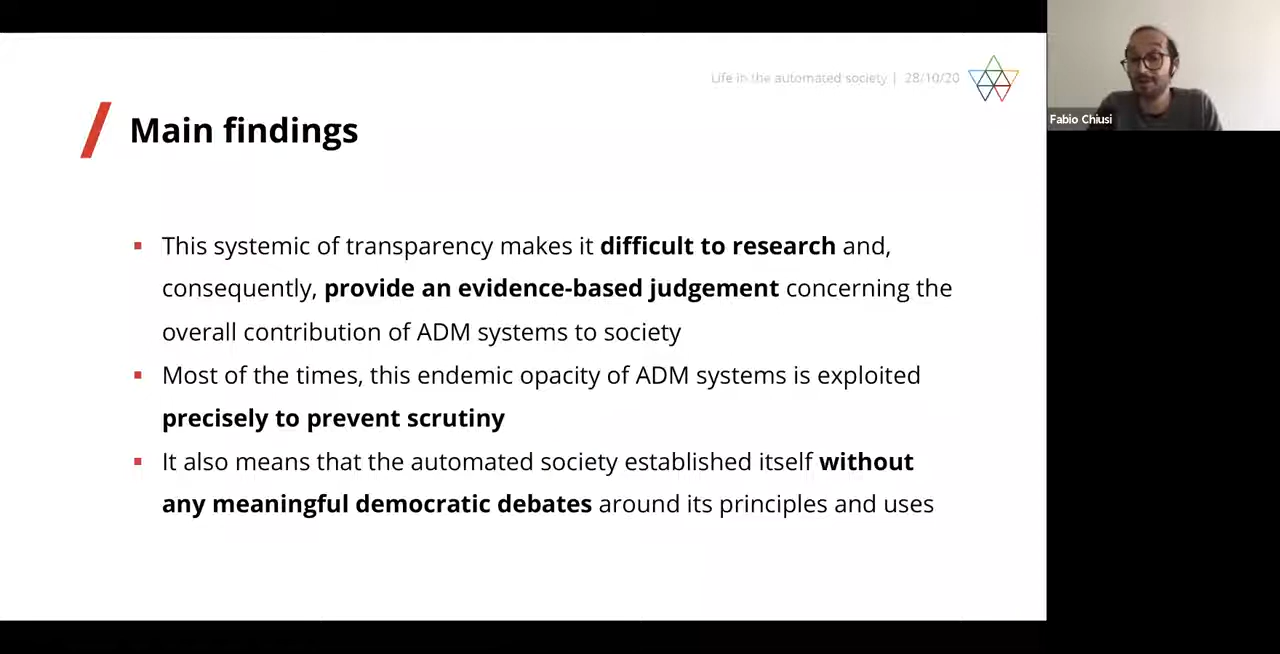 Life in the automated society | 28/10/20
Fabio Chiusi
Main findings
▪ This systemic of transparency makes it difficult to research and,
consequently, provide an evidence-based judgement concerning the
overall contribution of ADM systems to society
▪ Most of the times, this endemic opacity of ADM systems is exploited
precisely to prevent scrutiny
▪ It also means that the automated society established itself without
any meaningful democratic debates around its principles and uses